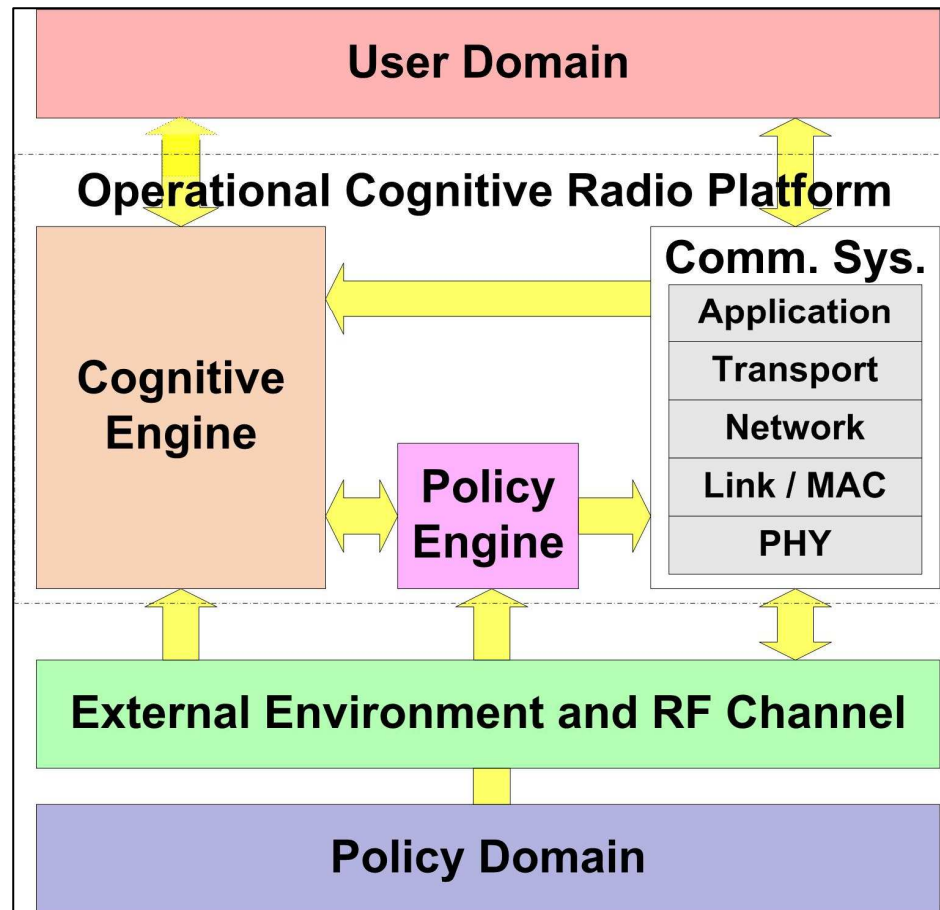 User Domain
Operational Cognitive Radio Platform
Comm. Sys.
Application
Transport
Network
Link / MAC
PHY
Cognitive
Engine
Policy
Engine
External Environment and RF Channel
Policy Domain